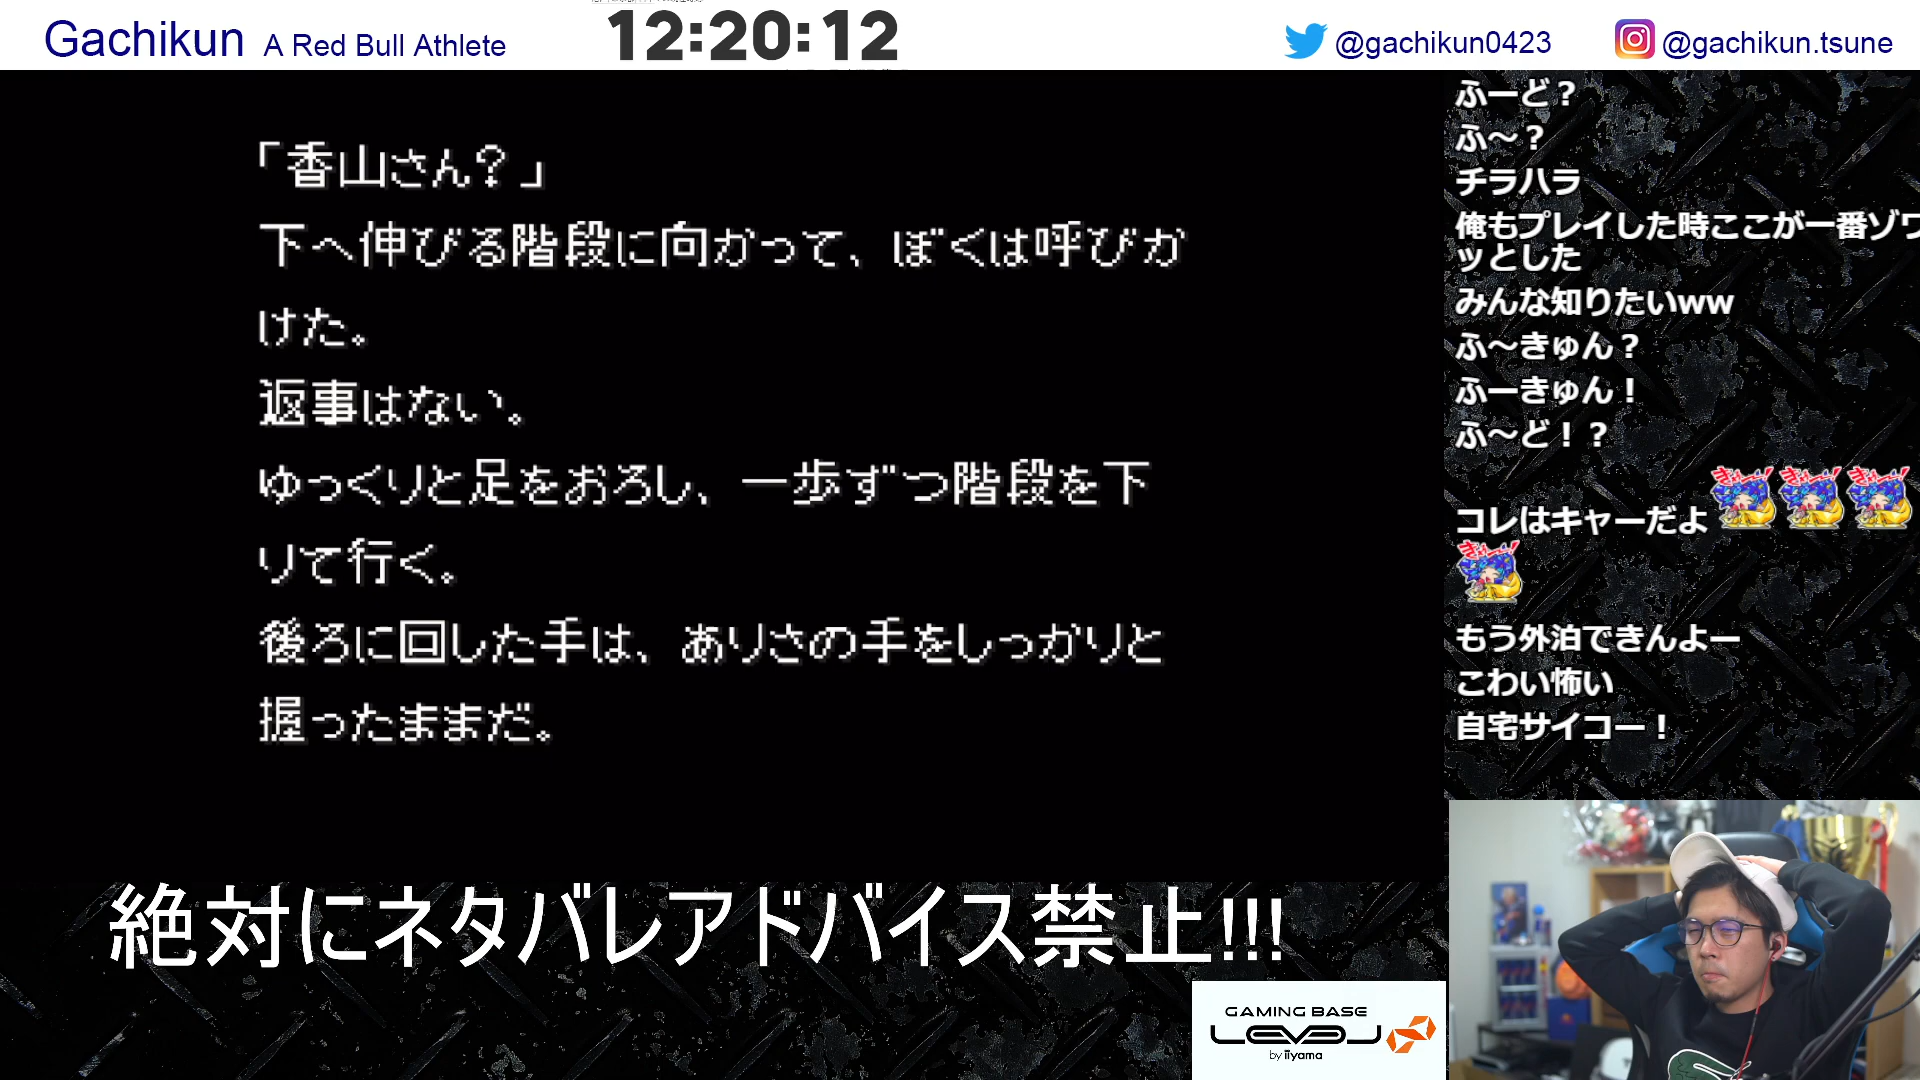 Gachikun A Red Bull Athlete
12:20:12
@gachikun0423
@gachikun.tsune
「香山さん？」
下へ伸びる階段に向かって、ぼくは呼びか
けた。
返事はない。
ゆっくりと足をおろし、一歩ずつ階段を下
りて行く。
後ろに回した手は、ありさの手をしっかりと
握ったままだ。
ふーど？
ふ～？
チラハラ
俺もプレイした時ここが一番ゾワ
ッとした
みんな知りたいww
ふ～きゅん？
ふーきゅん！
ふ～ど！？
コレはキャーだよ
もう外泊できんよー
こわい怖い
自宅サイコー！
絶対にネタバレアドバイス禁止!!!
GAMING BASE
LEVEL∫
by iiyama